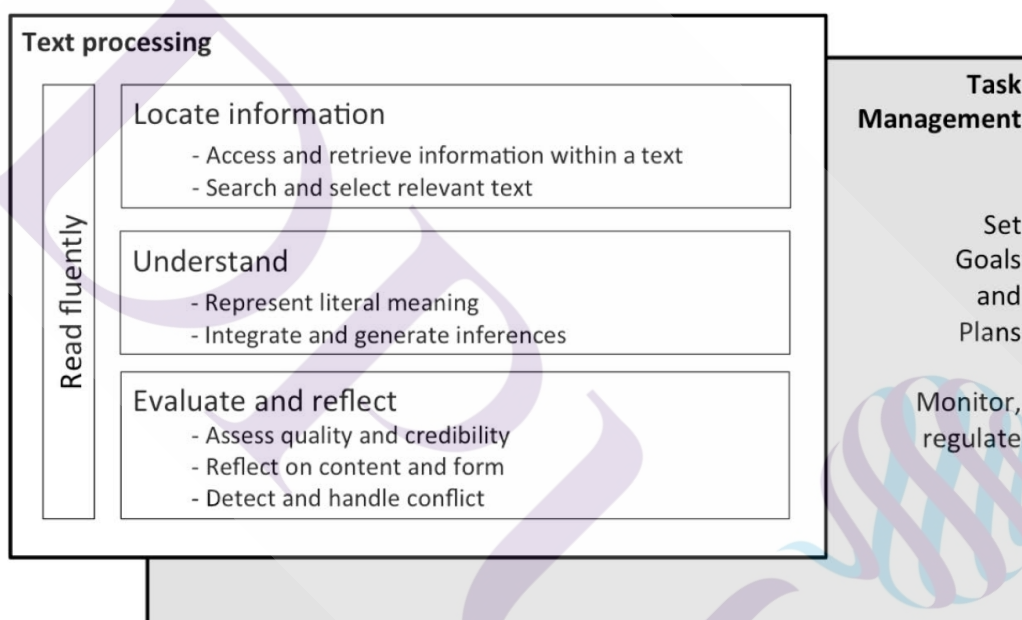 Text processing
Read fluently
Locate information
- Access and retrieve information within a text
- Search and select relevant text
Understand
- Represent literal meaning
- Integrate and generate inferences
Evaluate and reflect
- Assess quality and credibility
- Reflect on content and form
- Detect and handle conflict
Task
Management
Set
Goals
and
Plans
Monitor,
regulate